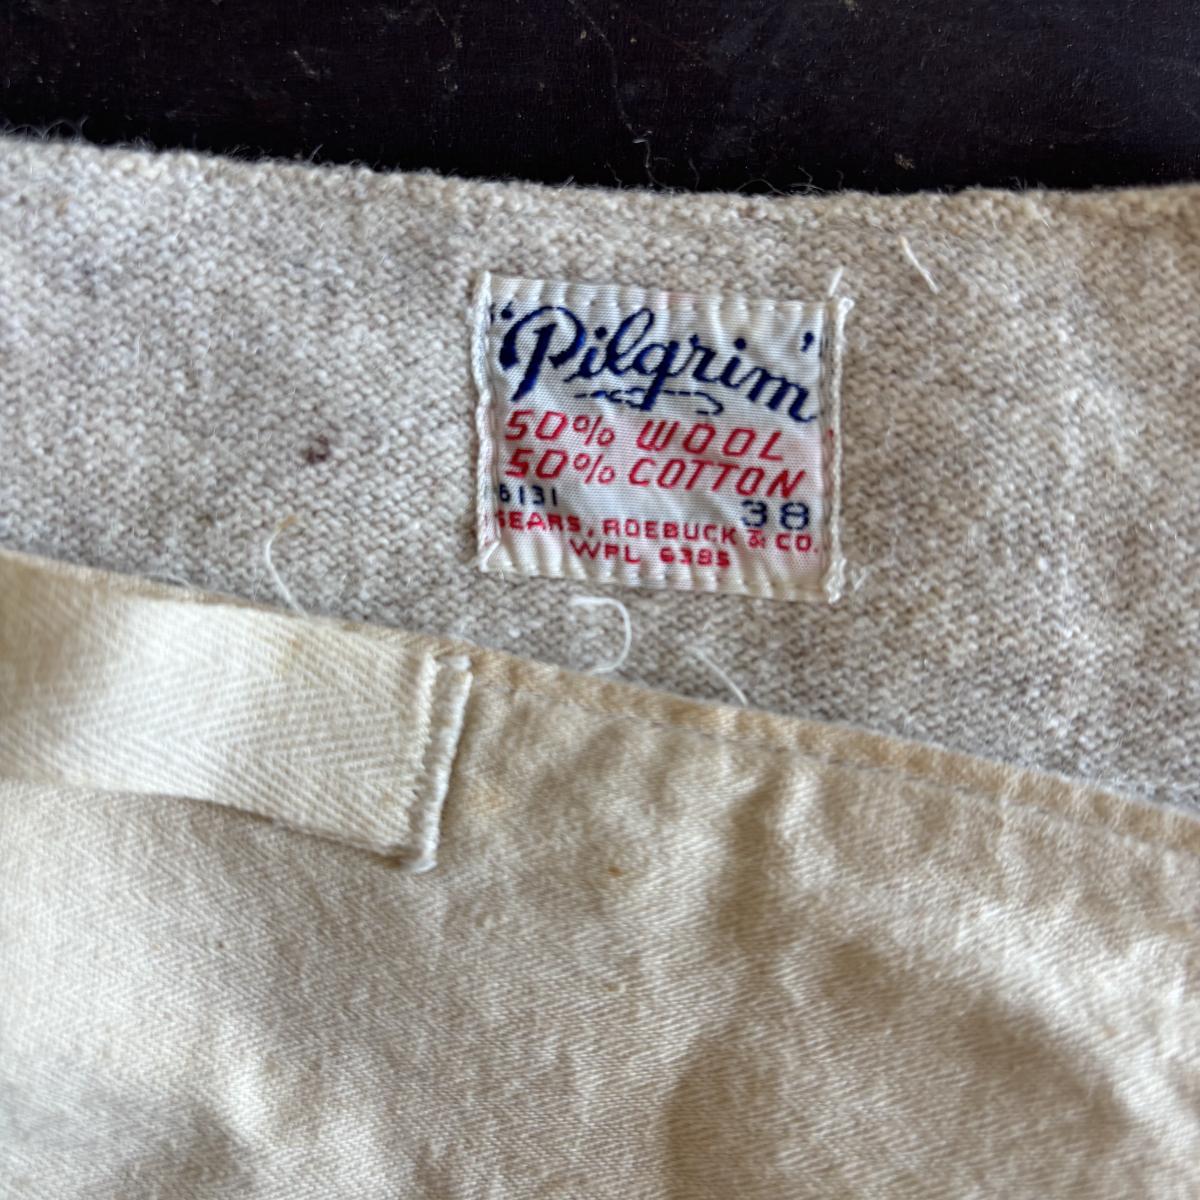 "Pilgrim"
50% WOOL
50% COTTON
6131 38
SEARS, ROEBUCK & CO.
WPL 6385